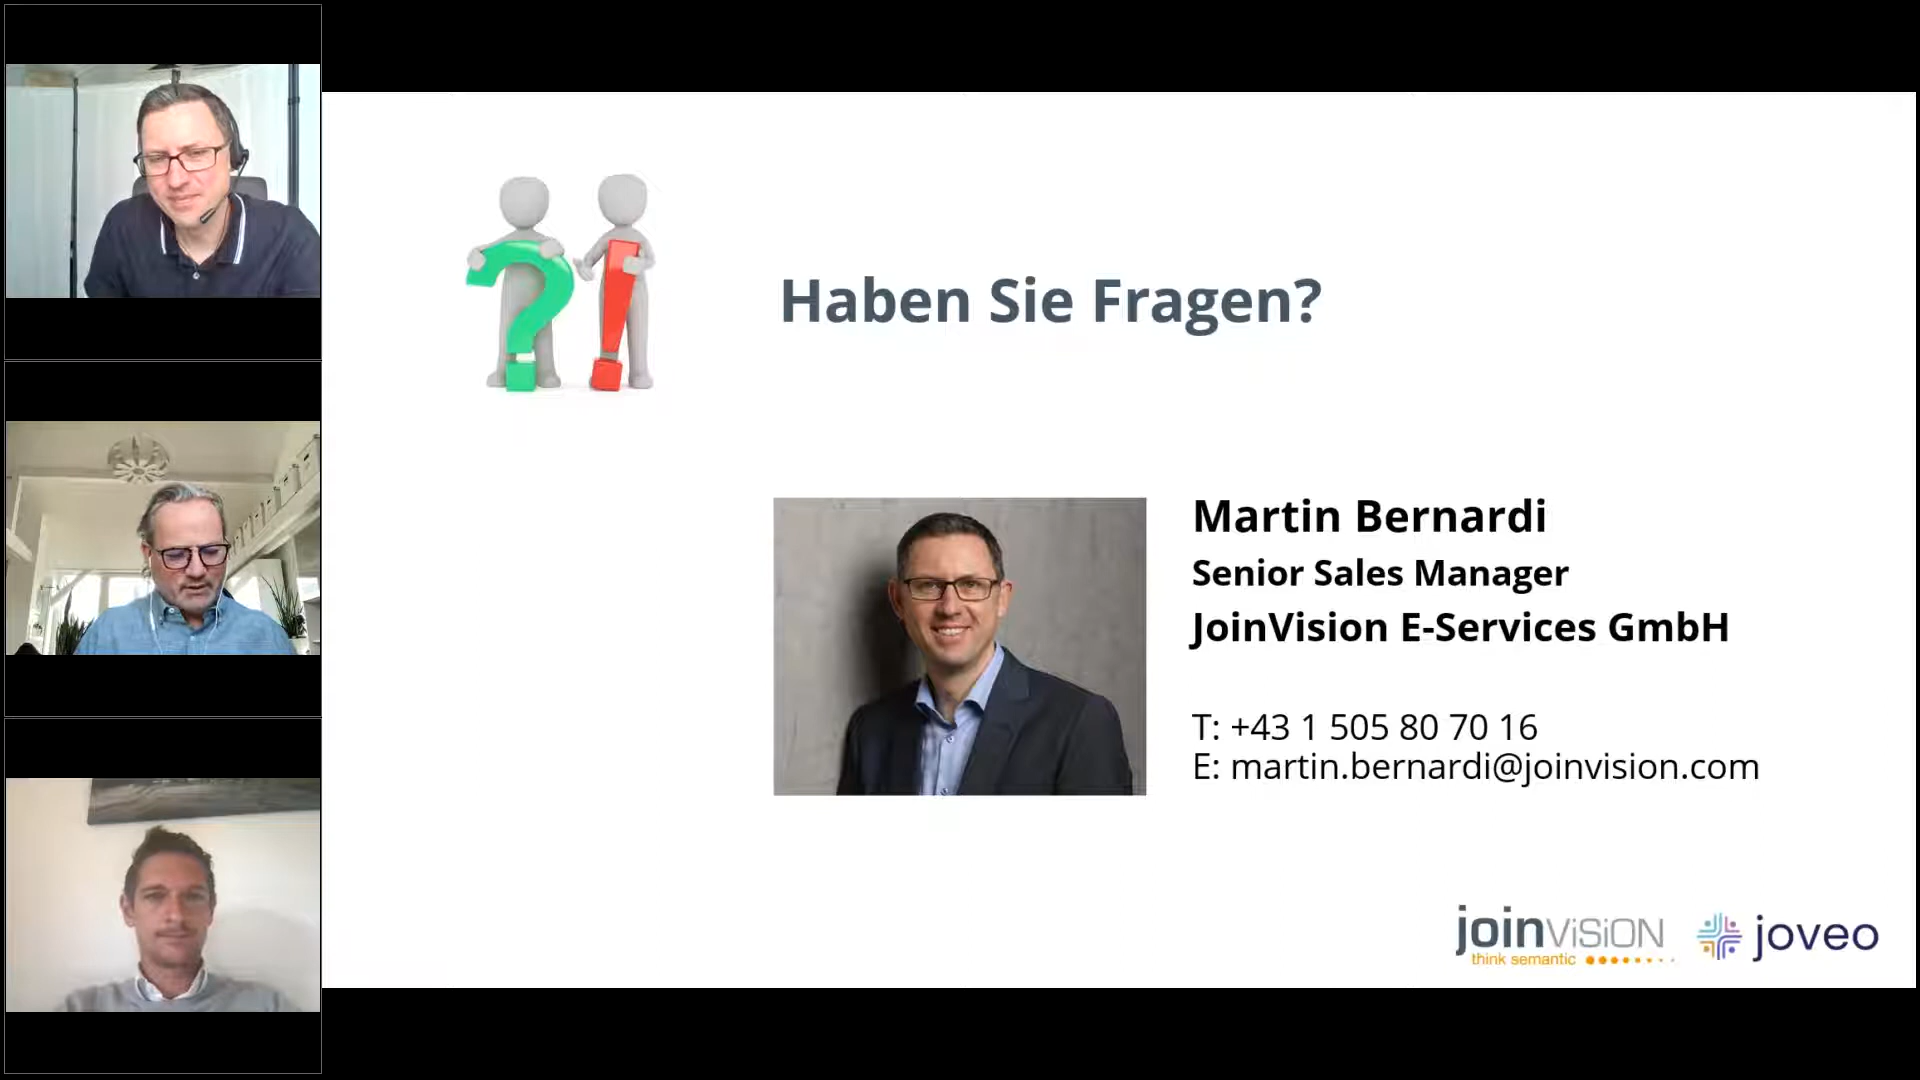 Haben Sie Fragen?
Martin Bernardi
Senior Sales Manager
JoinVision E-Services GmbH
T: +43 1 505 80 70 16
E: martin.bernardi@joinvision.com
joinvision
think semantic
joveo